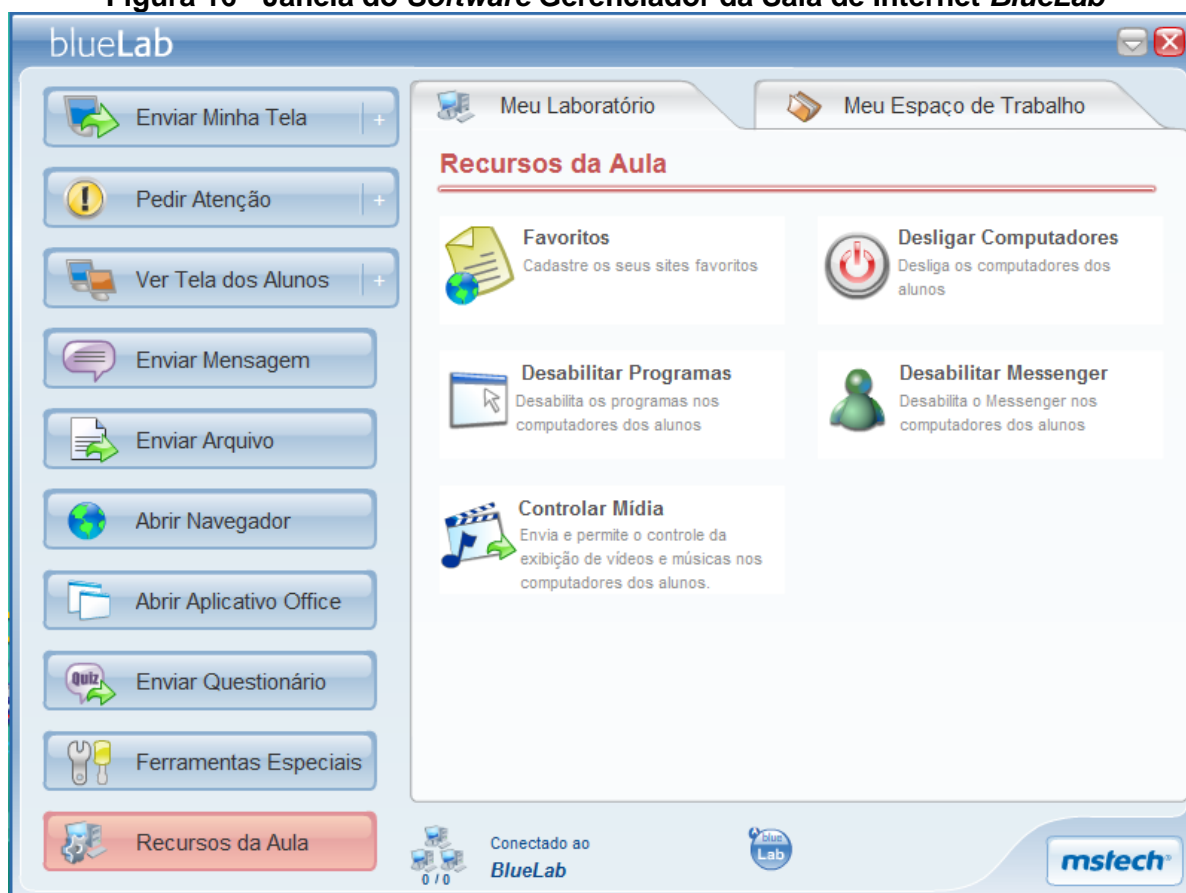 Figura 16 - Janela do Software Gerenciador da Sala de Internet BlueLab
blueLab
Enviar Minha Tela +
Pedir Atenção +
Ver Tela dos Alunos +
Enviar Mensagem
Enviar Arquivo
Abrir Navegador
Abrir Aplicativo Office
Quiz
Enviar Questionário
Ferramentas Especiais
Recursos da Aula
Meu Laboratório
Meu Espaço de Trabalho
Recursos da Aula
Favoritos
Cadastre os seus sites favoritos
Desligar Computadores
Desliga os computadores dos
alunos
Desabilitar Programas
Desabilita os programas nos
computadores dos alunos
Desabilitar Messenger
Desabilita o Messenger nos
computadores dos alunos
Controlar Mídia
Envia e permite o controle da
exibição de vídeos e músicas nos
computadores dos alunos.
0 / 0
Conectado ao
BlueLab
blue
Lab
mstech